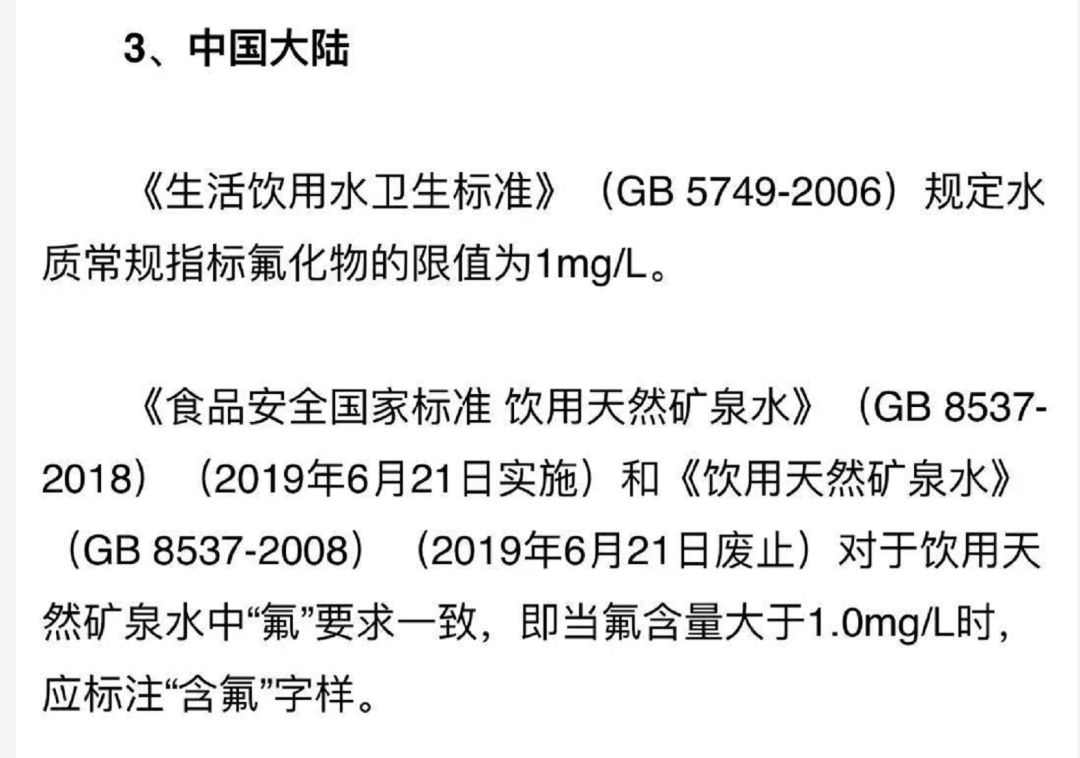 3、中国大陆
《生活饮用水卫生标准》（GB 5749-2006）规定水
质常规指标氟化物的限值为1mg/L。
《食品安全国家标准 饮用天然矿泉水》（GB 8537-
2018）（2019年6月21日实施）和《饮用天然矿泉水》
（GB 8537-2008）（2019年6月21日废止）对于饮用天
然矿泉水中“氟”要求一致，即当氟含量大于1.0mg/L时，
应标注“含氟”字样。